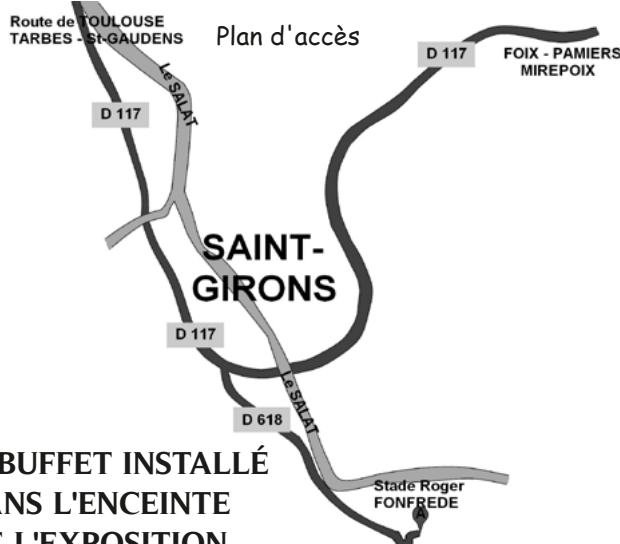 Route de TOULOUSE
TARBES - St-GAUDENS
Plan d'accès
D 117
FOIX - PAMIERS
MIREPOIX
Le SALAT
D 117
SAINT-
GIRONS
D 117
Le SALAT
D 618
BUFFET INSTALLÉ
ANS L'ENCEINTE
E L'EXPOSITION
Stade Roger
FONFREDE
A